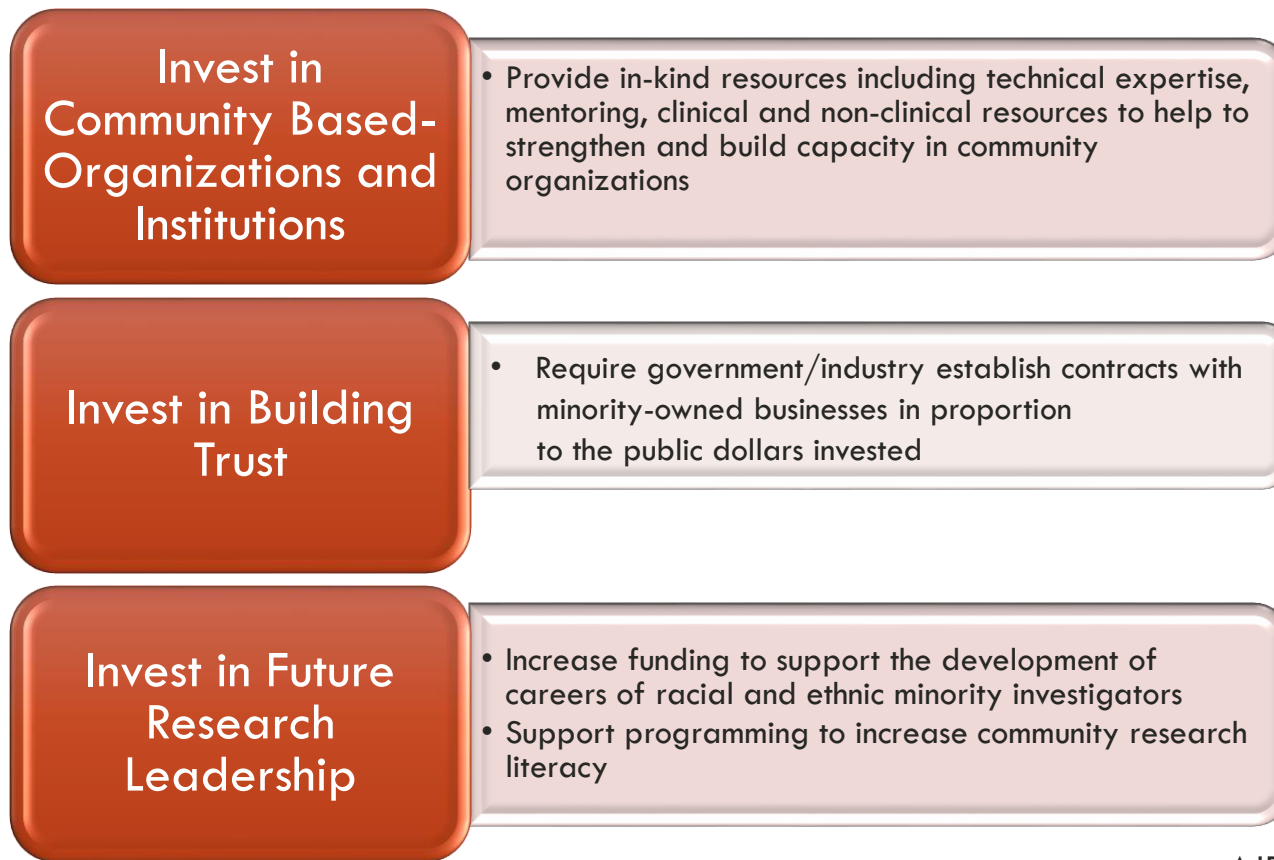 Invest in
Community Based-
Organizations and
Institutions
• Provide in-kind resources including technical expertise,
mentoring, clinical and non-clinical resources to help to
strengthen and build capacity in community
organizations
Invest in Building
Trust
• Require government/industry establish contracts with
minority-owned businesses in proportion
to the public dollars invested
Invest in Future
Research
Leadership
• Increase funding to support the development of
careers of racial and ethnic minority investigators
• Support programming to increase community research
literacy